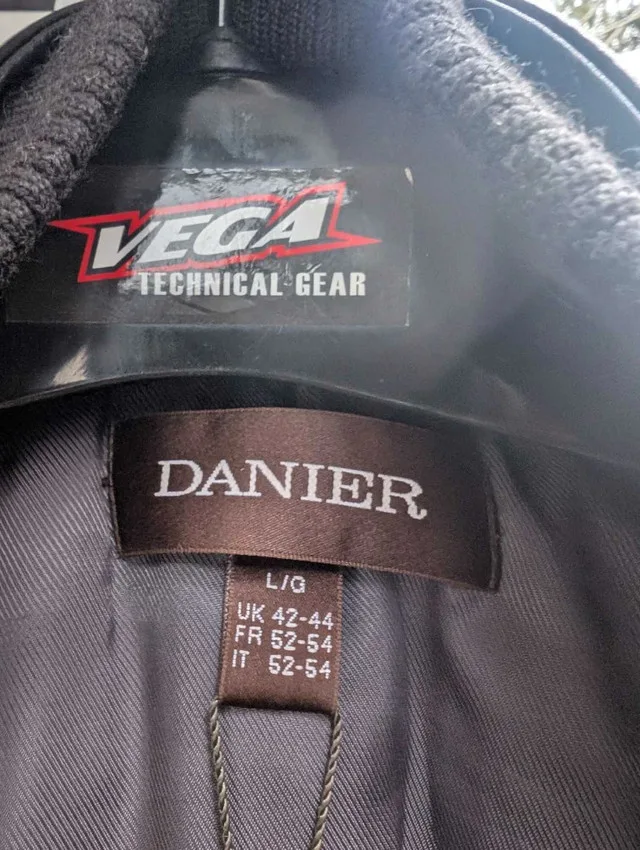 VEGA
TECHNICAL GEAR
DANIER
L/G
UK 42-44
FR 52-54
IT 52-54